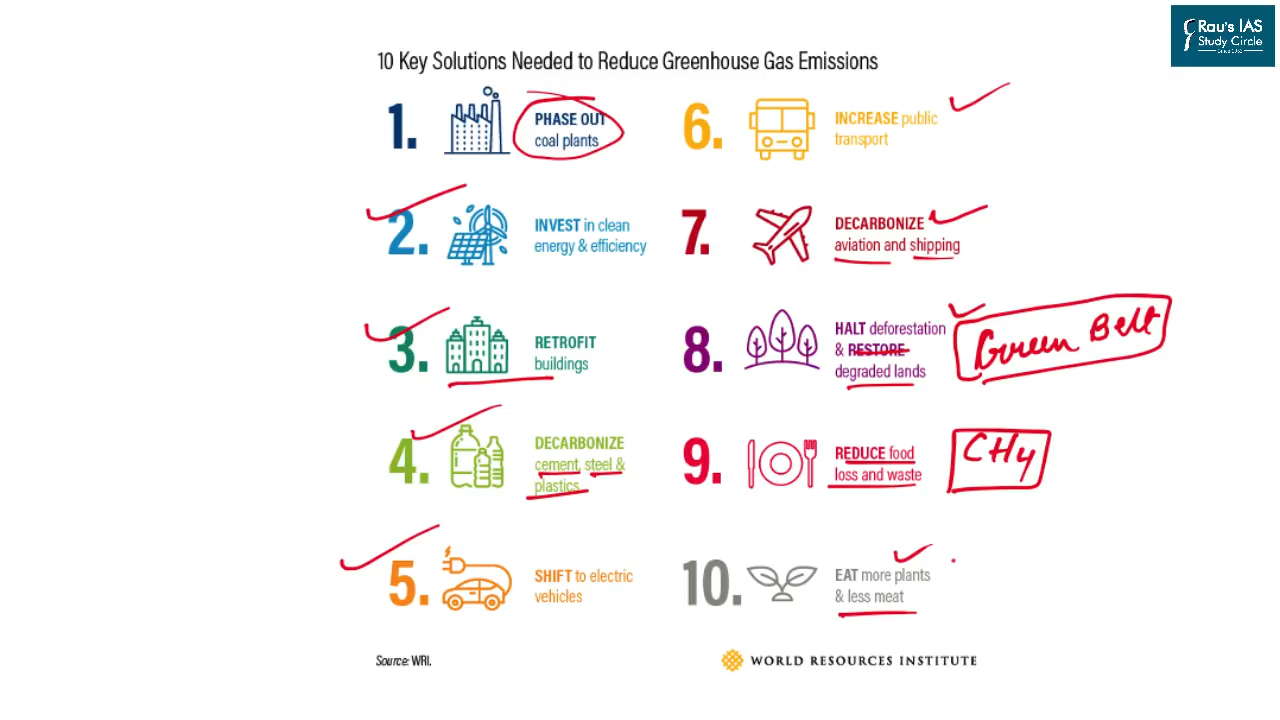 Rau's IAS
Study Circle
10 Key Solutions Needed to Reduce Greenhouse Gas Emissions
1.
PHASE OUT
coal plants
2.
INVEST in clean
energy & efficiency
3.
RETROFIT
buildings
4.
DECARBONIZE
cement, steel &
plastics
5.
SHIFT to electric
vehicles
6.
INCREASE public
transport
7.
DECARBONIZE
aviation and shipping
8.
HALT deforestation
& RESTORE
degraded lands
Green Belt
9.
REDUCE food
loss and waste
CH4
10.
EAT more plants
& less meat
Source: WRI.
WORLD RESOURCES INSTITUTE